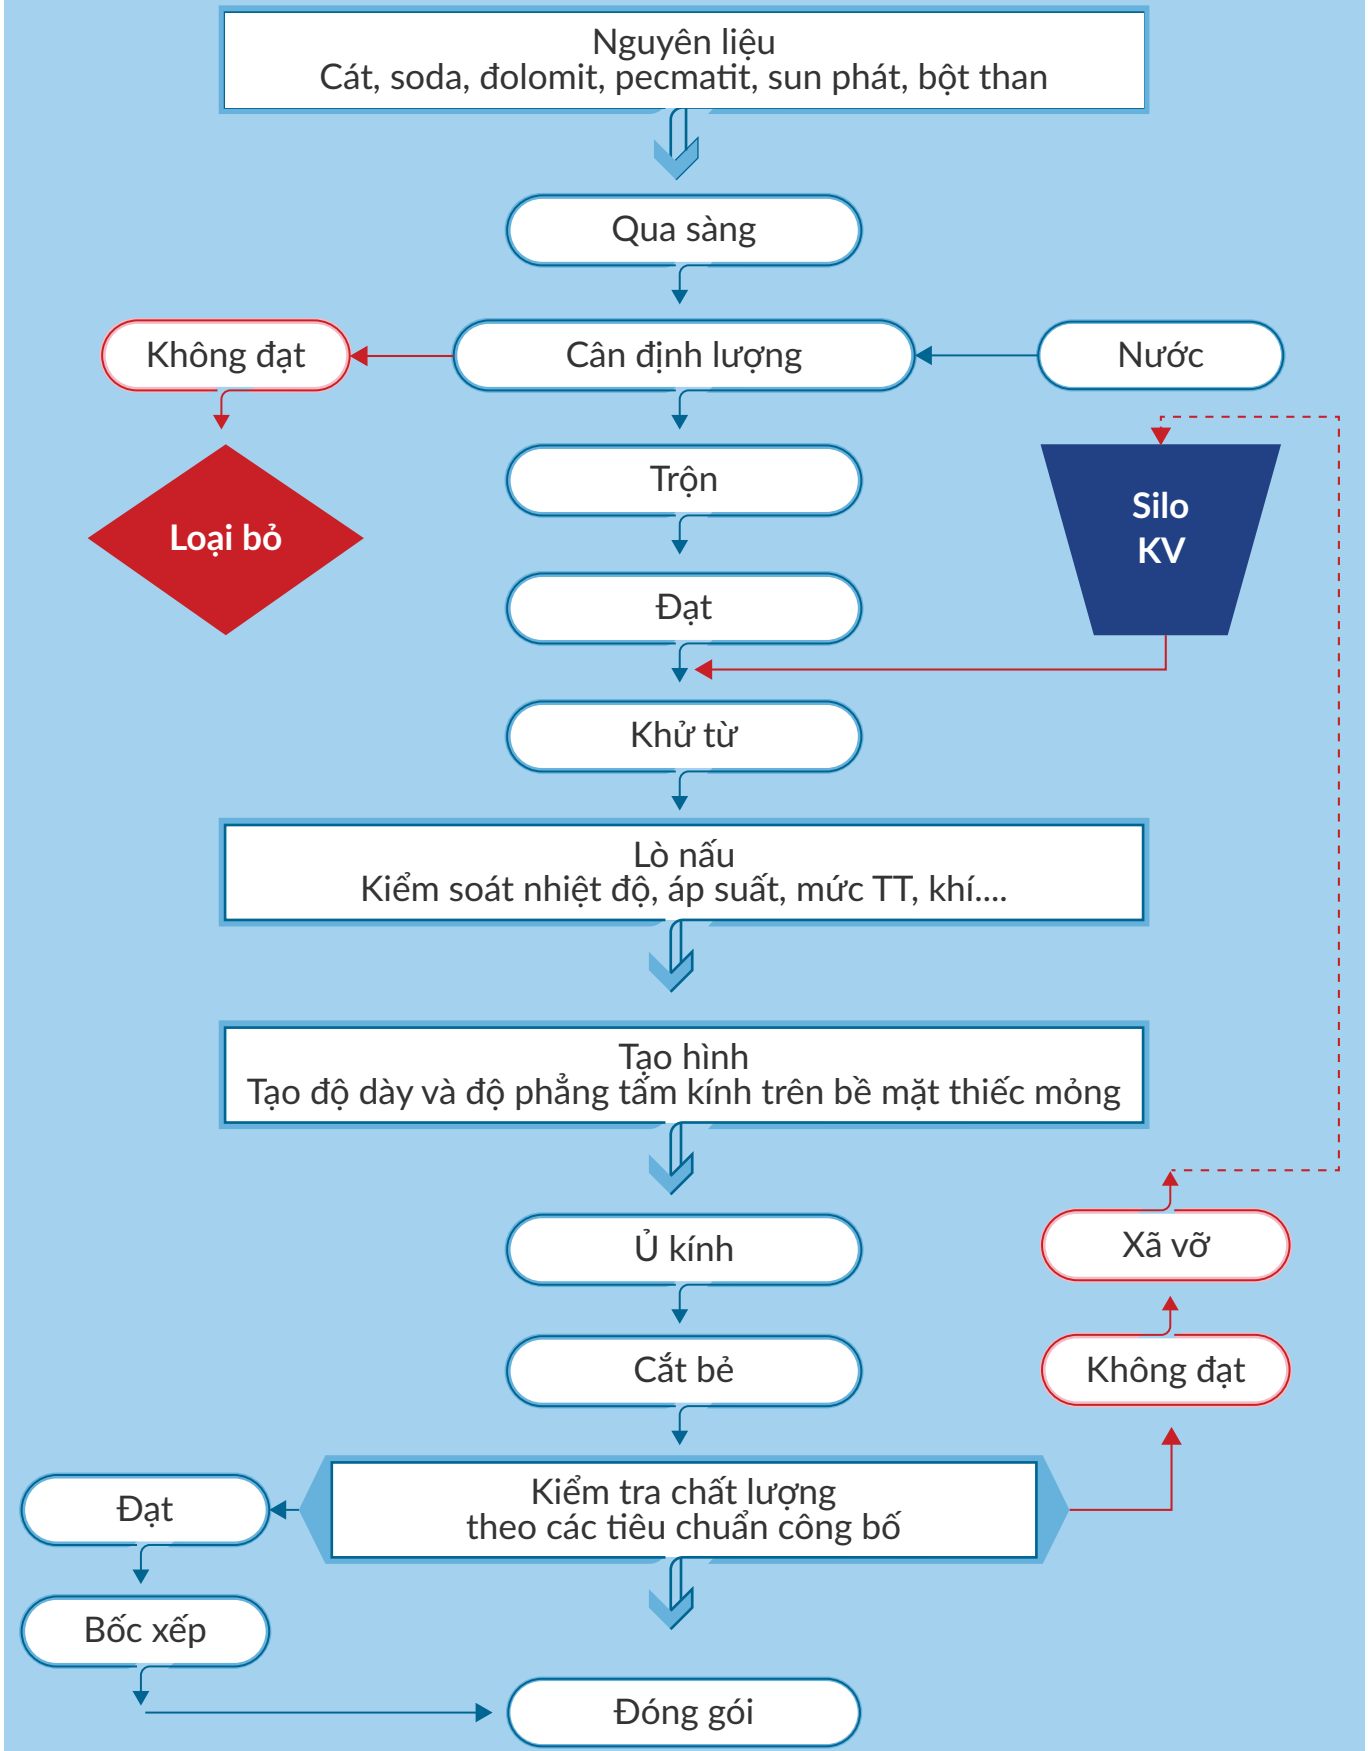 Nguyên liệu
Cát, soda, đolomit, pecmatit, sun phát, bột than
Qua sàng
Không đạt
Cân định lượng
Nước
Trộn
Loại bỏ
Silo
KV
Đạt
Khử từ
Lò nấu
Kiểm soát nhiệt độ, áp suất, mức TT, khí....
Tạo hình
Tạo độ dày và độ phẳng tấm kính trên bề mặt thiếc mỏng
Ủ kính
Xã vỡ
Cắt bẻ
Không đạt
Kiểm tra chất lượng
theo các tiêu chuẩn công bố
Đạt
Bốc xếp
Đóng gói